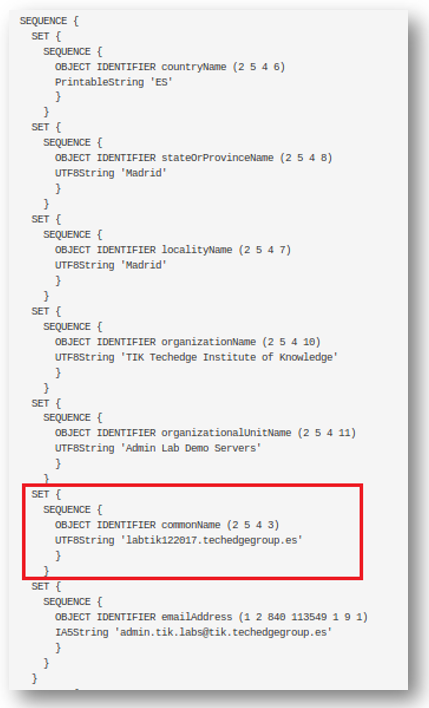 SEQUENCE {
SET {
SEQUENCE {
OBJECT IDENTIFIER countryName (2 5 4 6)
PrintableString 'ES'
}
}
SET {
SEQUENCE {
OBJECT IDENTIFIER stateOrProvinceName (2 5 4 8)
UTF8String 'Madrid'
}
}
SET {
SEQUENCE {
OBJECT IDENTIFIER localityName (2 5 4 7)
UTF8String 'Madrid'
}
}
SET {
SEQUENCE {
OBJECT IDENTIFIER organizationName (2 5 4 10)
UTF8String 'TIK Techedge Institute of Knowledge'
}
}
SET {
SEQUENCE {
OBJECT IDENTIFIER organizationalUnitName (2 5 4 11)
UTF8String 'Admin Lab Demo Servers'
}
}
SET {
SEQUENCE {
OBJECT IDENTIFIER commonName (2 5 4 3)
UTF8String 'labtik122017.techedgegroup.es'
}
}
SET {
SEQUENCE {
OBJECT IDENTIFIER emailAddress (1 2 840 113549 1 9 1)
IA5String 'admin.tik.labs@tik.techedgegroup.es'
}
}
}